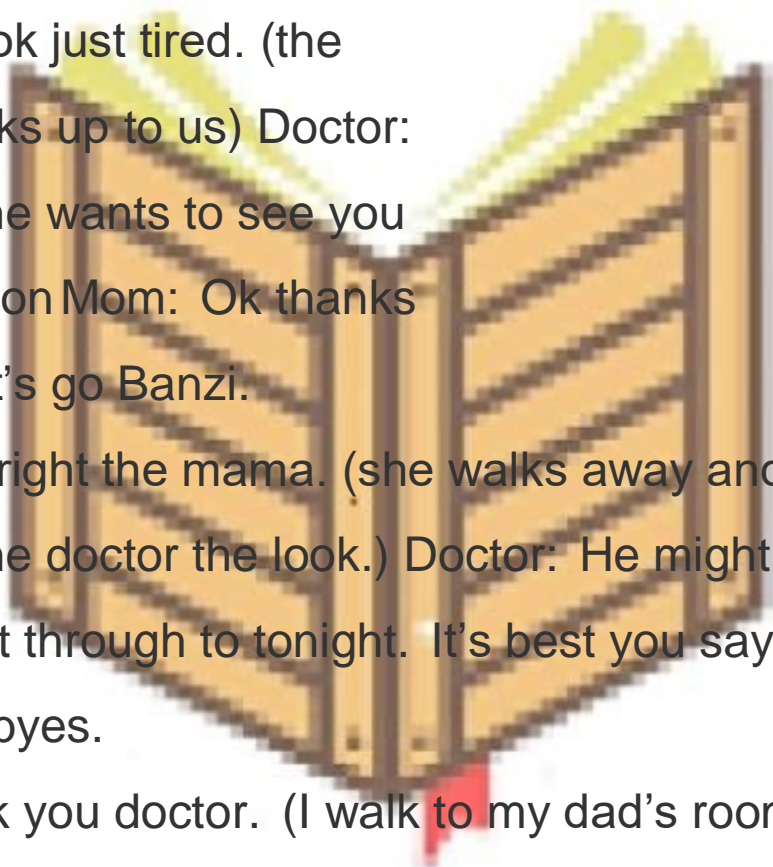 ok just tired. (the
ks up to us) Doctor:
he wants to see you
on Mom: Ok thanks
t's go Banzi.
right the mama. (she walks away and
he doctor the look.) Doctor: He might
t through to tonight. It's best you say
byes.
k you doctor. (I walk to my dad's room